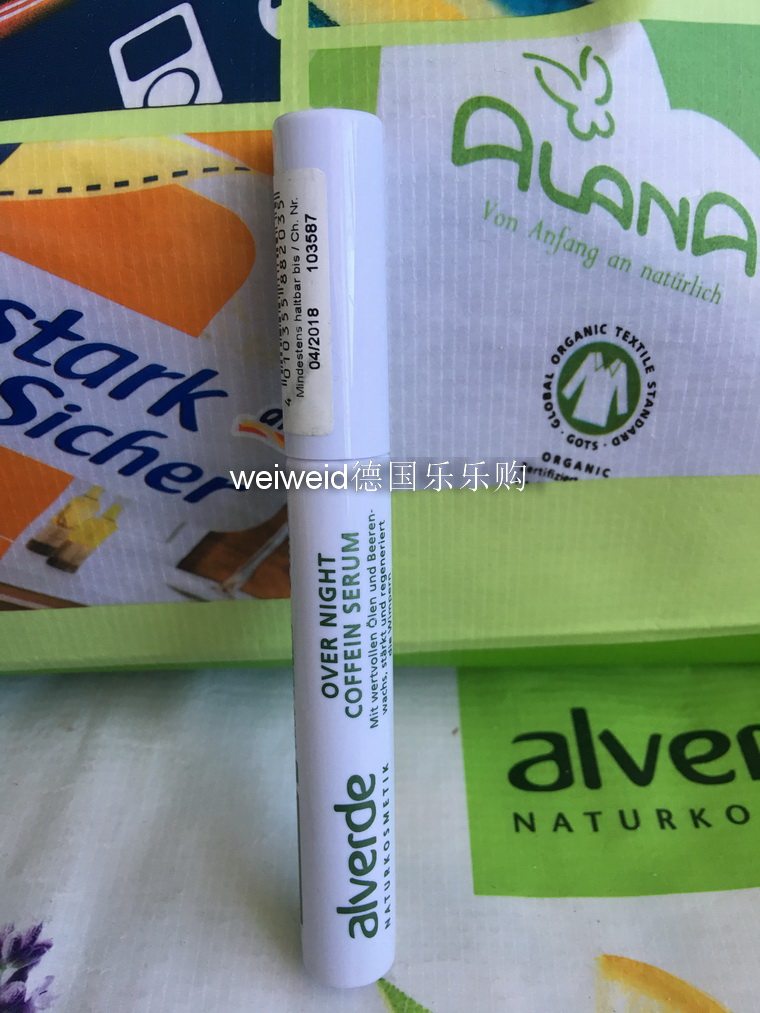 ALANA
Von Anfang an natürlich
GLOBAL ORGANIC TEXTILE STANDARD
· GOTS ·
ORGANIC
stark
Sicher
Mindestens haltbar bis / Ch. Nr.
04/2018 103587
weiweid德国乐乐购
OVER NIGHT
COFFEIN SERUM
Mit wertvollen Ölen und Beeren-
wachs, stärkt und regeneriert
die Wimpern
alverde
NATURKOSMETIK
alver
NATURKO